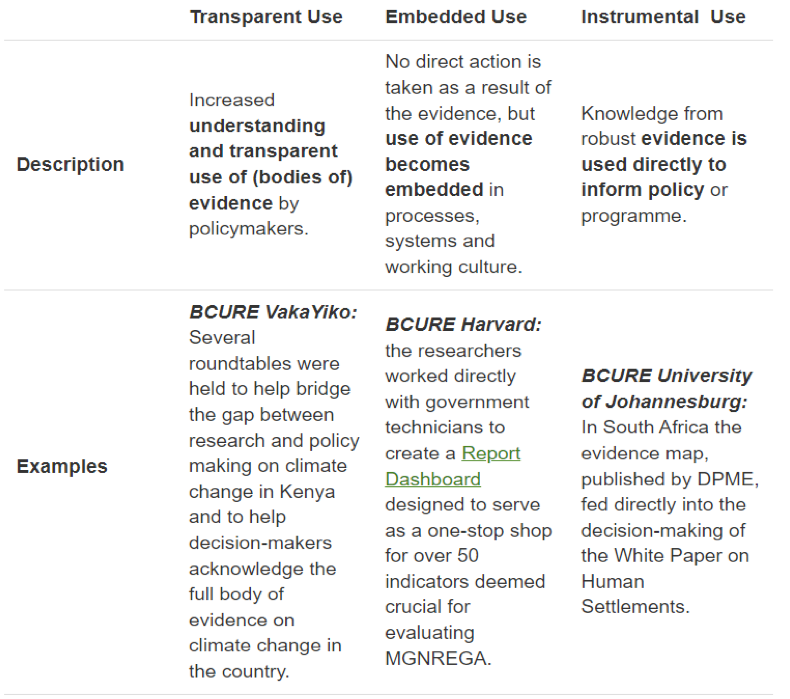 Transparent Use Embedded Use Instrumental Use
Description
Increased
understanding
and transparent
use of (bodies of)
evidence by
policymakers.
No direct action is
taken as a result of
the evidence, but
use of evidence
becomes
embedded in
processes,
systems and
working culture.
Knowledge from
robust evidence is
used directly to
inform policy or
programme.
Examples
BCURE VakaYiko:
Several
roundtables were
held to help bridge
the gap between
research and policy
making on climate
change in Kenya
and to help
decision-makers
acknowledge the
full body of
evidence on
climate change in
the country.
BCURE Harvard:
the researchers
worked directly
with government
technicians to
create a Report
Dashboard
designed to serve
as a one-stop shop
for over 50
indicators deemed
crucial for
evaluating
MGNREGA.
BCURE University
of Johannesburg:
In South Africa the
evidence map,
published by DPME,
fed directly into the
decision-making of
the White Paper on
Human
Settlements.